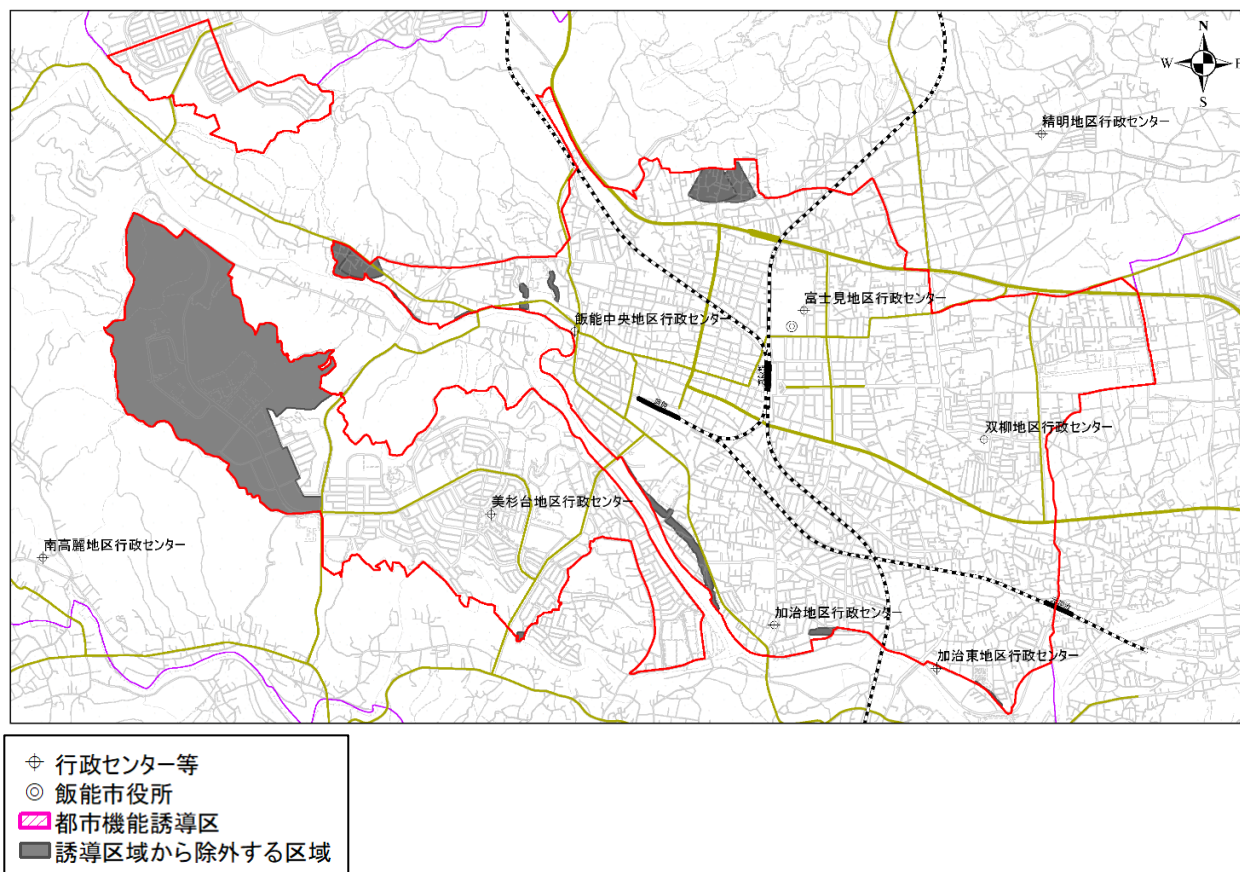 N
W
E
S
精明地区行政センター
富士見地区行政センター
飯能中央地区行政センター
双柳地区行政センター
美杉台地区行政センター
南高麗地区行政センター
加治地区行政センター
加治東地区行政センター
行政センター等
飯能市役所
都市機能誘導区
誘導区域から除外する区域